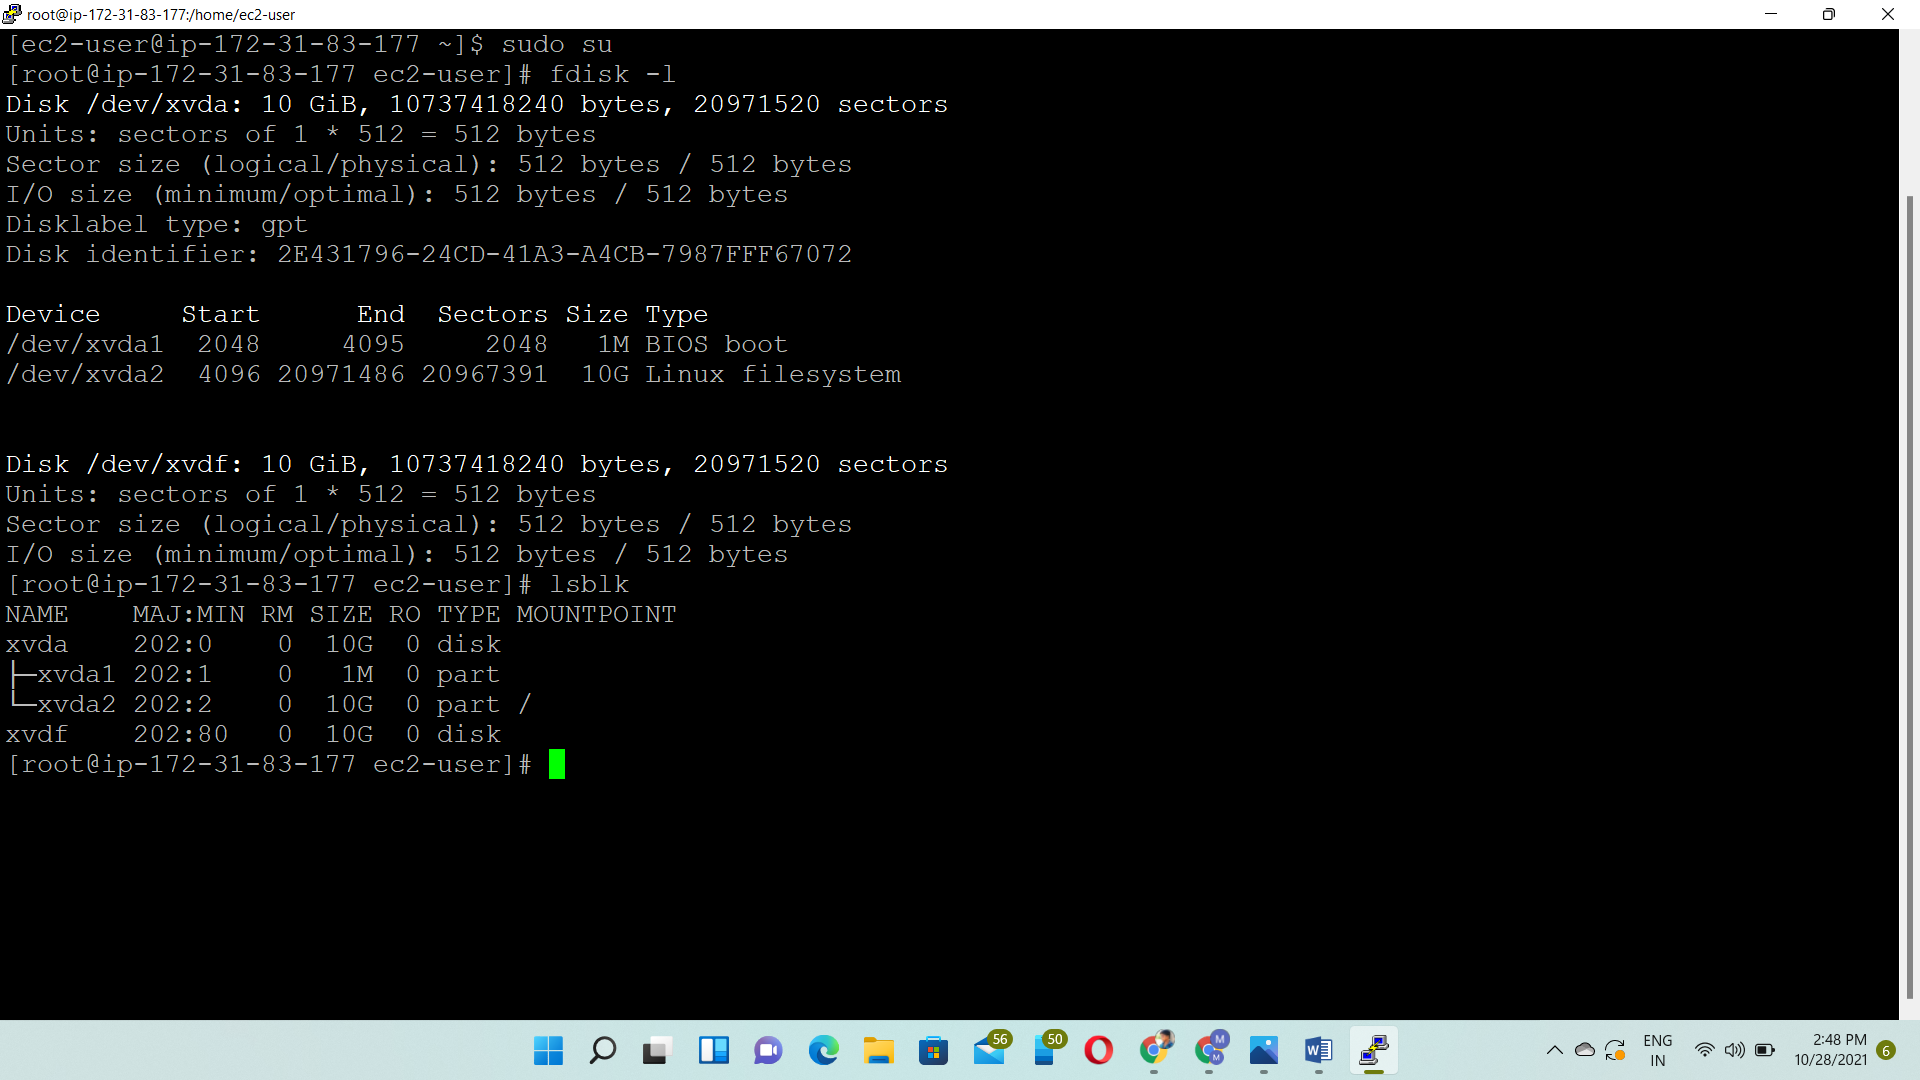 root@ip-172-31-83-177:/home/ec2-user
[ec2-user@ip-172-31-83-177 ~]$ sudo su
[root@ip-172-31-83-177 ec2-user]# fdisk -l
Disk /dev/xvda: 10 GiB, 10737418240 bytes, 20971520 sectors
Units: sectors of 1 * 512 = 512 bytes
Sector size (logical/physical): 512 bytes / 512 bytes
I/O size (minimum/optimal): 512 bytes / 512 bytes
Disklabel type: gpt
Disk identifier: 2E431796-24CD-41A3-A4CB-7987FFF67072
Device     Start      End  Sectors Size Type
/dev/xvda1  2048     4095     2048   1M BIOS boot
/dev/xvda2  4096 20971486 20967391  10G Linux filesystem
Disk /dev/xvdf: 10 GiB, 10737418240 bytes, 20971520 sectors
Units: sectors of 1 * 512 = 512 bytes
Sector size (logical/physical): 512 bytes / 512 bytes
I/O size (minimum/optimal): 512 bytes / 512 bytes
[root@ip-172-31-83-177 ec2-user]# lsblk
NAME    MAJ:MIN RM SIZE RO TYPE MOUNTPOINT
xvda    202:0    0  10G  0 disk
├─xvda1 202:1    0   1M  0 part
└─xvda2 202:2    0  10G  0 part /
xvdf    202:80   0  10G  0 disk
[root@ip-172-31-83-177 ec2-user]#
56
50
M
M
W
ENG
IN
2:48 PM
10/28/2021
6